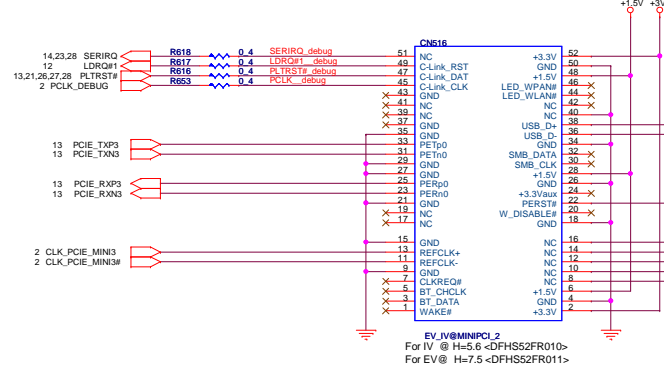 +1.5V +3V
CN516
14,23,28 SERIRQ R618 0_4 SERIRQ_debug 51 NC +3.3V 52
12 LDRQ#1 R617 0_4 LDRQ#1_debug 49 C-Link_RST GND 50
13,21,26,27,28 PLTRST# R616 0_4 PLTRST#_debug 47 C-Link_DAT +1.5V 48
2 PCLK_DEBUG R653 0_4 PCLK_debug 45 C-Link_CLK LED_WPAN# 46
43 GND LED_WLAN# 44
41 NC NC 42
39 NC GND 40
37 GND USB_D+ 38
35 GND USB_D- 36
13 PCIE_TXP3 33 PETp0 GND 34
13 PCIE_TXN3 31 PETn0 SMB_DATA 32
29 GND SMB_CLK 30
27 GND +1.5V 28
13 PCIE_RXP3 25 PERp0 GND 26
13 PCIE_RXN3 23 PERn0 +3.3Vaux 24
21 GND PERST# 22
19 NC W_DISABLE# 20
17 NC GND 18
15 GND NC 16
2 CLK_PCIE_MINI3 13 REFCLK+ NC 14
2 CLK_PCIE_MINI3# 11 REFCLK- NC 12
9 GND NC 10
7 CLKREQ# NC 8
5 BT_CHCLK +1.5V 6
3 BT_DATA GND 4
1 WAKE# +3.3V 2
EV_IV@MINIPCI_2
For IV @ H=5.6 <DFHS52FR010>
For EV@ H=7.5 <DFHS52FR011>